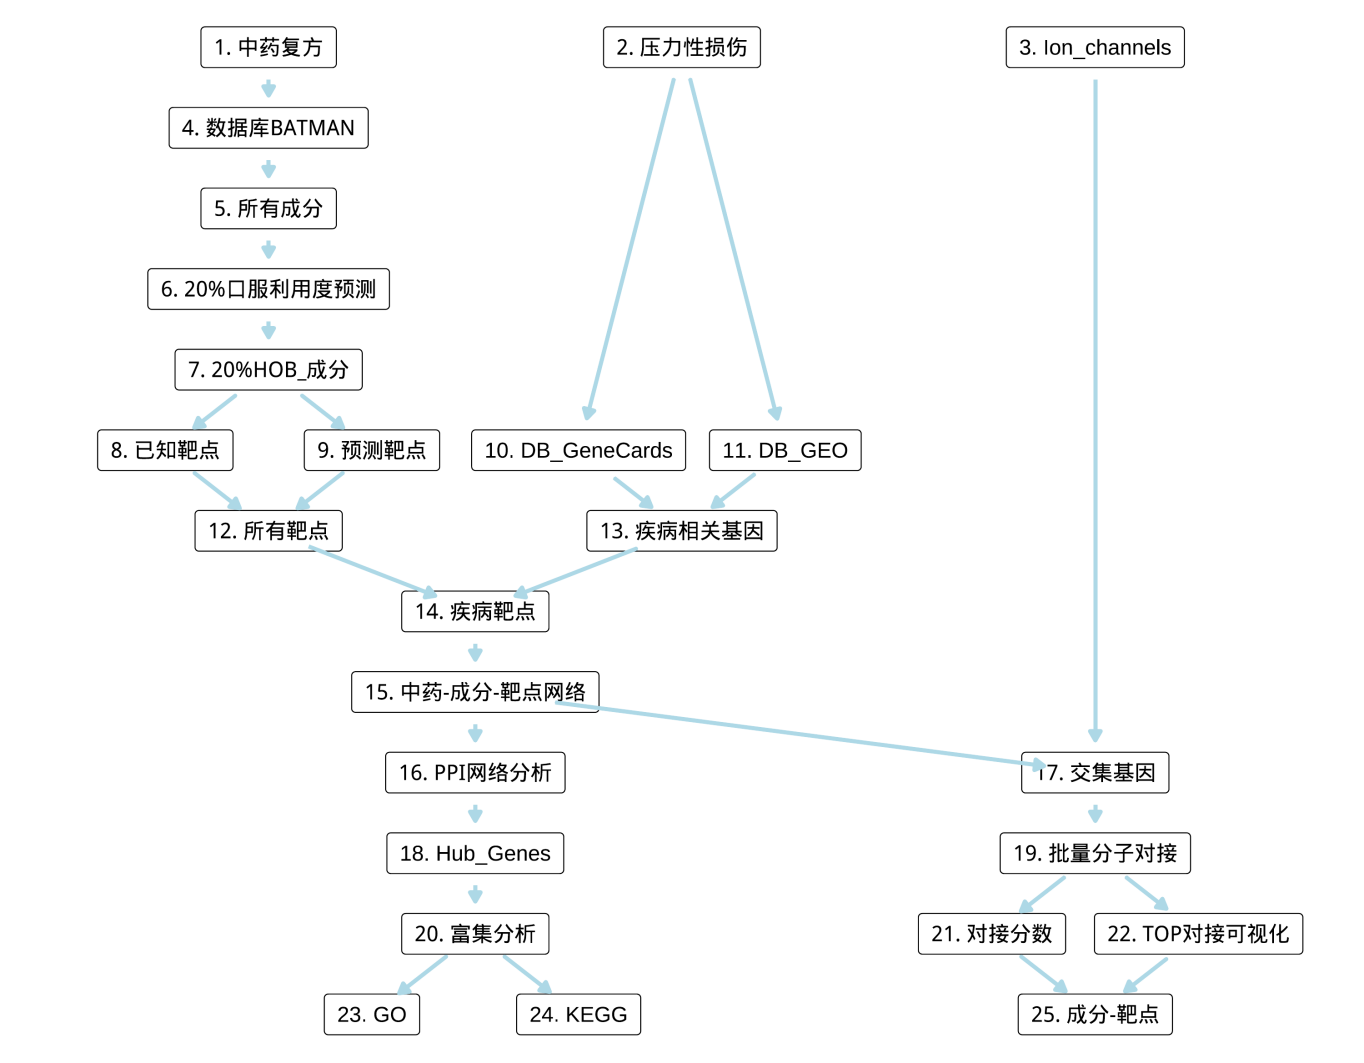 1. 中药复方
2. 压力性损伤
3. Ion_channels
4. 数据库BATMAN
5. 所有成分
6. 20%口服利用度预测
7. 20%HOB_成分
8. 已知靶点
9. 预测靶点
10. DB_GeneCards
11. DB_GEO
12. 所有靶点
13. 疾病相关基因
14. 疾病靶点
15. 中药-成分-靶点网络
16. PPI网络分析
17. 交集基因
18. Hub_Genes
19. 批量分子对接
20. 富集分析
21. 对接分数
22. TOP对接可视化
23. GO
24. KEGG
25. 成分-靶点